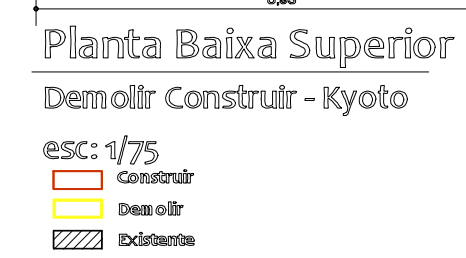 Planta Baixa Superior
Demolir Construir - Kyoto
esc: 1/75
Construir
Demolir
Existente